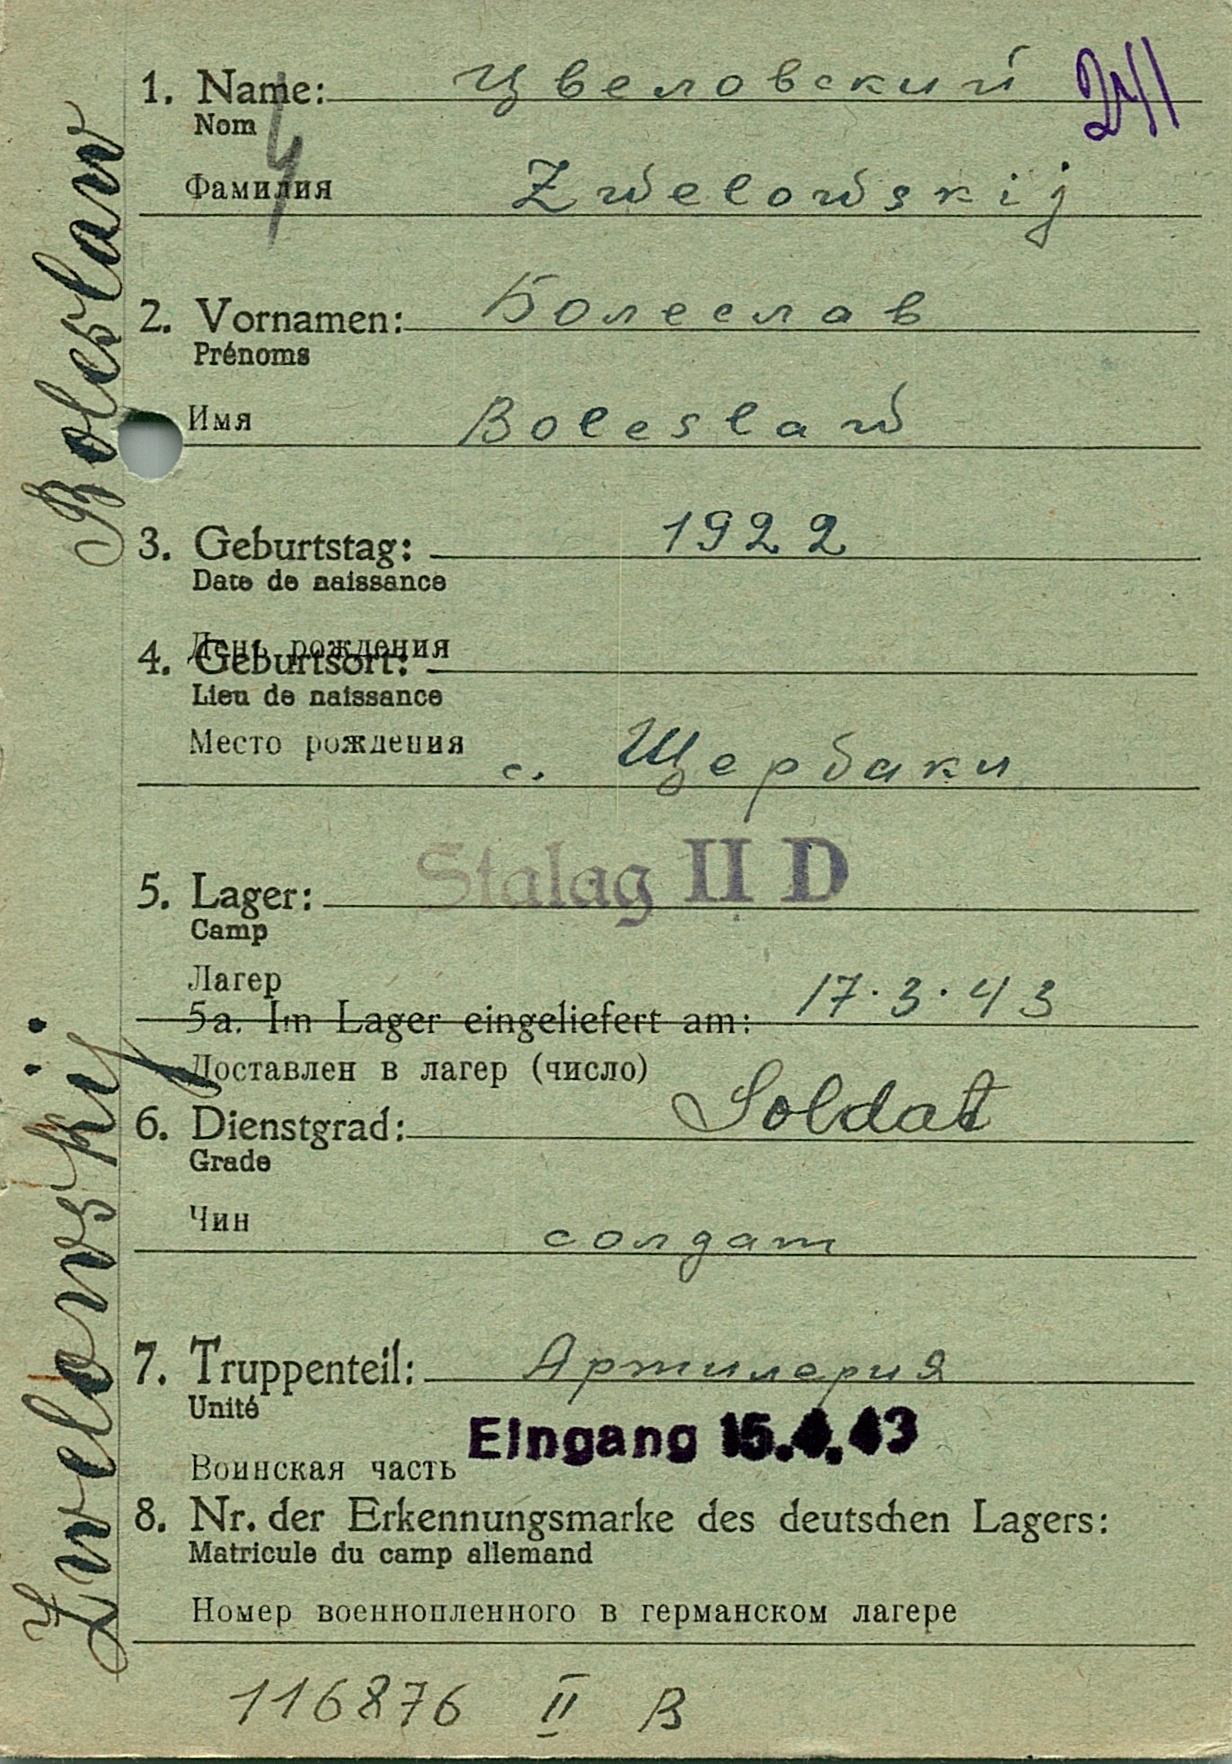 1. Name: Цвеловский 241
Nom
4
Фамилия Zwelowskij
2. Vornamen: Болеслав
Prénoms
Имя Boleslaw
3. Geburtstag: 1922
Date de naissance
День рождения
4. Geburtsort:
Lieu de naissance
Место рождения с. Щербаки
5. Lager: Stalag II D
Camp
Лагер
5a. Im Lager eingeliefert am: 17.3.43
Доставлен в лагер (число)
6. Dienstgrad: Soldat
Grade
Чин солдат
7. Truppenteil: Артилерия
Unité
Eingang 15.4.43
Воинская часть
8. Nr. der Erkennungsmarke des deutschen Lagers:
Matricule du camp allemand
Номер военнопленного в германском лагере
116876 II B
Zwelowskij Boleslaw